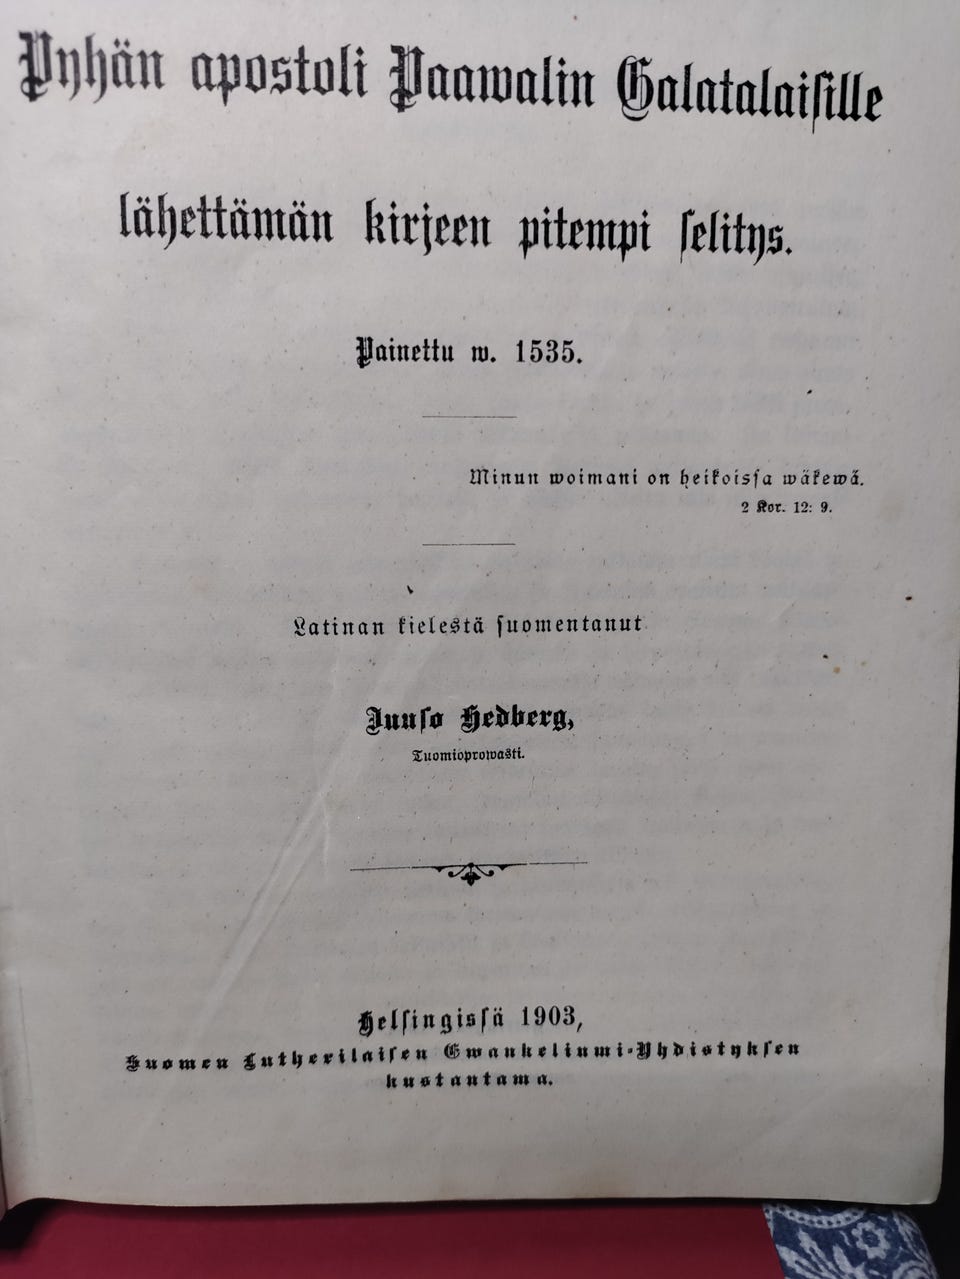 Pyhän apostoli Paawalin Galatalaisille
lähettämän kirjeen pitempi selitys.
Painettu w. 1535.
Minun woimani on heikoissa wäkewä.
2 Kor. 12: 9.
Latinan kielestä suomentanut
Juuso Hedberg,
Tuomioprowasti.
Helsingissä 1903,
Suomen Lutherilaisen Ewankeliumi-Yhdistyksen
kustantama.